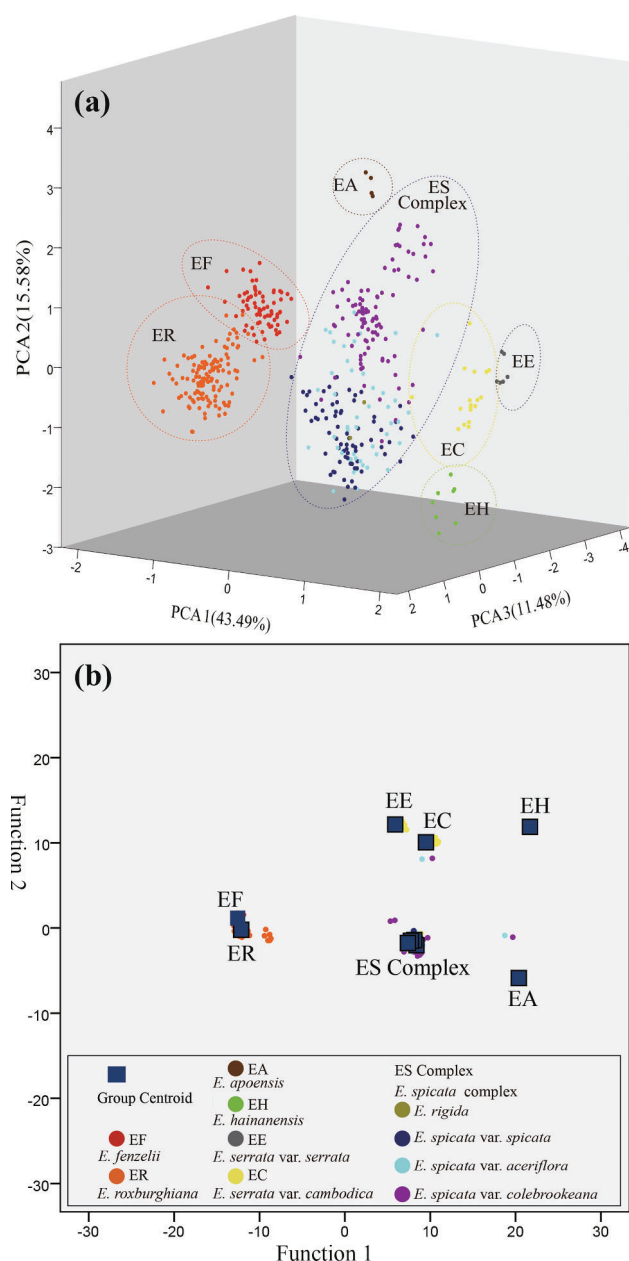 (a)
4
3
2
1
0
-1
-2
-3
PCA2(15.58%)
EA
ES
Complex
EF
ER
EE
EC
EH
-2
-1
0
1
2
PCA1(43.49%)
2
1
0
-1
-2
-3
-4
PCA3(11.48%)
(b)
30
20
10
0
-10
-20
-30
Function 2
EE
EC
EH
EF
ER
ES Complex
EA
Group Centroid
EF
E. fenzelii
ER
E. roxburghiana
EA
E. apoensis
EH
E. hainanensis
EE
E. serrata var. serrata
EC
E. serrata var. cambodica
ES Complex
E. spicata complex
E. rigida
E. spicata var. spicata
E. spicata var. aceriflora
E. spicata var. colebrookeana
-30
-20
-10
0
10
20
30
Function 1